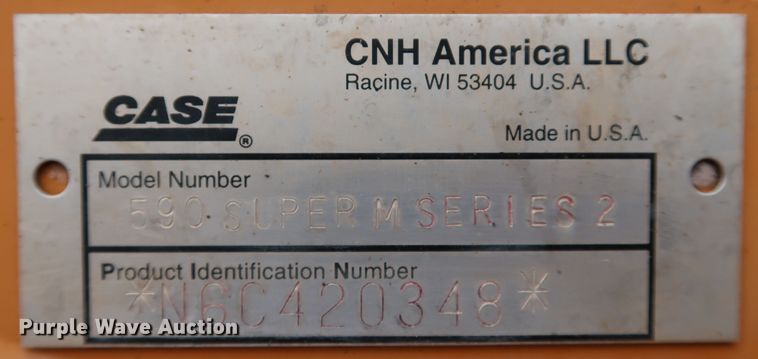 CNH America LLC
Racine, WI 53404 U.S.A.
CASE®
Made in U.S.A.
Model Number
590 SUPER M SERIES 2
Product Identification Number
*N6C420348*
Purple Wave Auction